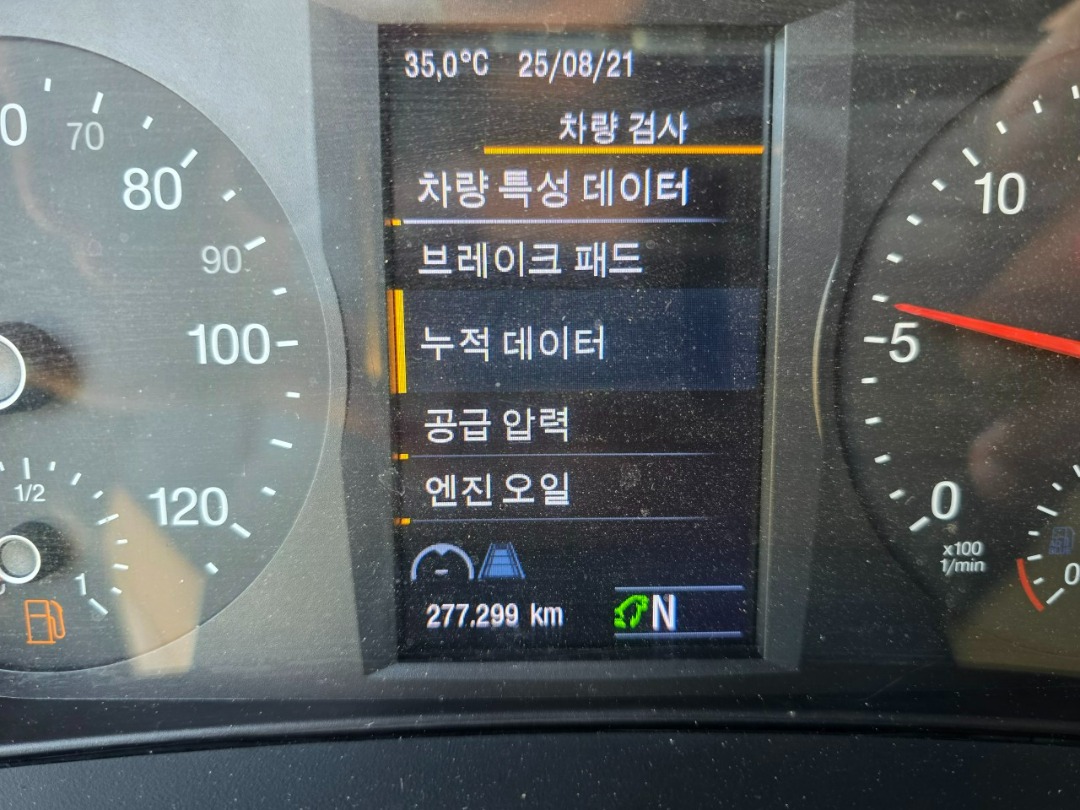 35,0°C 25/08/21
차량 검사
차량 특성 데이터
브레이크 패드
누적 데이터
공급 압력
엔진 오일
277.299 km
N
0
70
80
90
100
120
1/2
1
10
5
0
x100
1/min
0